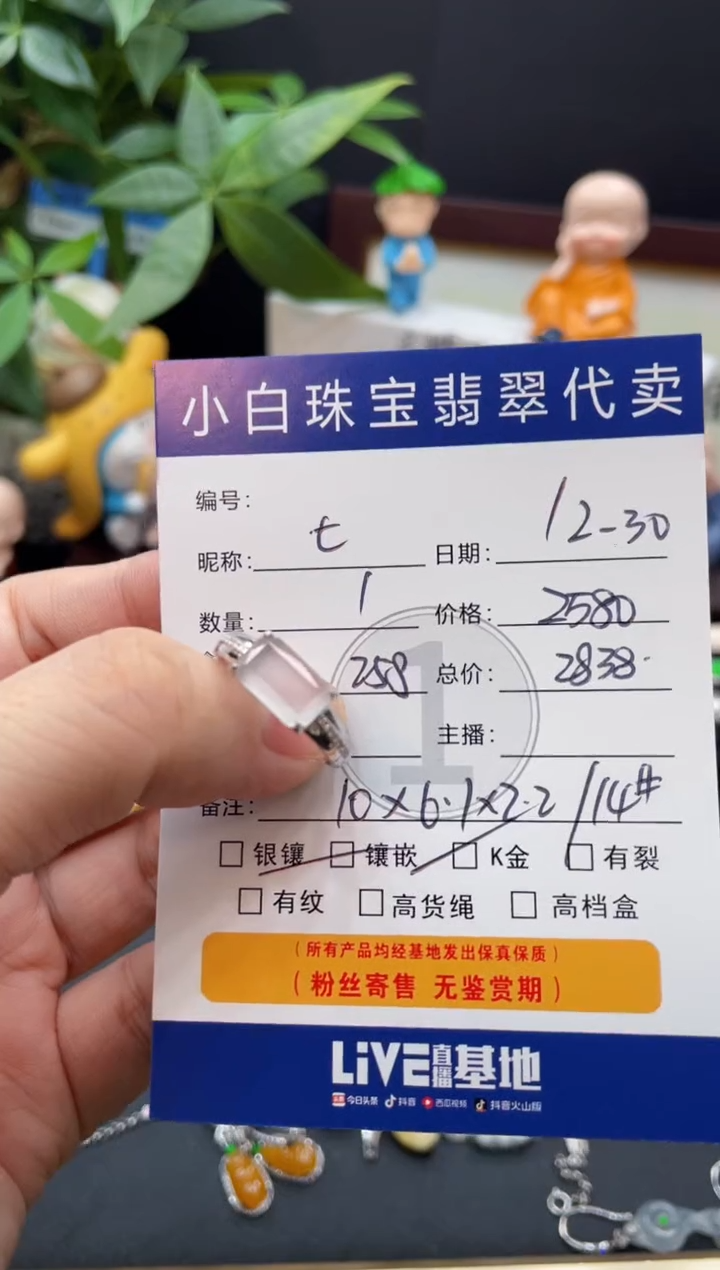 小白珠宝翡翠代卖
编号:
昵称: t 日期: 12-30
数量: 1 价格: 2580
258 总价: 2838
主播:
备注: 10×6.1×2.2 /14#
银镶 镶嵌 K金 有裂
有纹 高货绳 高档盒
(所有产品均经基地发出保真保质)
(粉丝寄售 无鉴赏期)
LiVE直播基地
今日头条 抖音 西瓜视频 抖音火山版